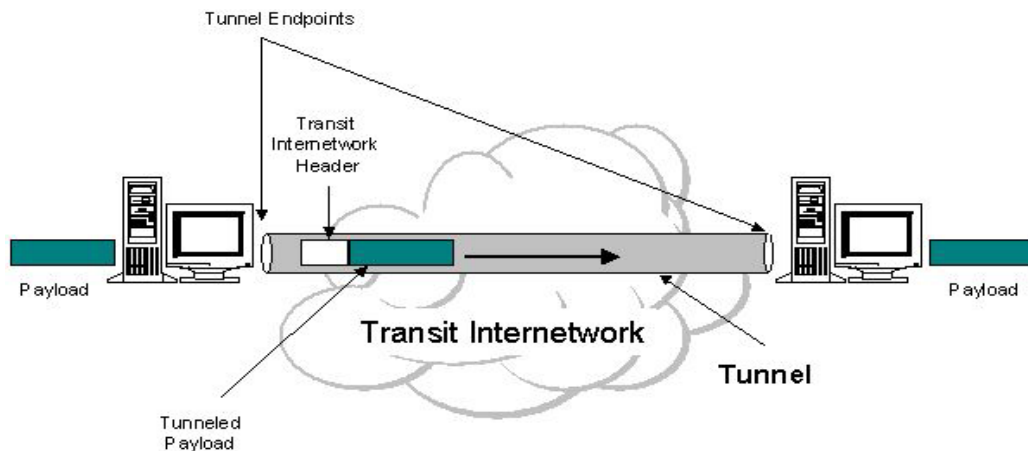 Tunnel Endpoints
Transit
Internetwork
Header
Payload
Payload
Transit Internetwork
Tunnel
Tunneled
Payload